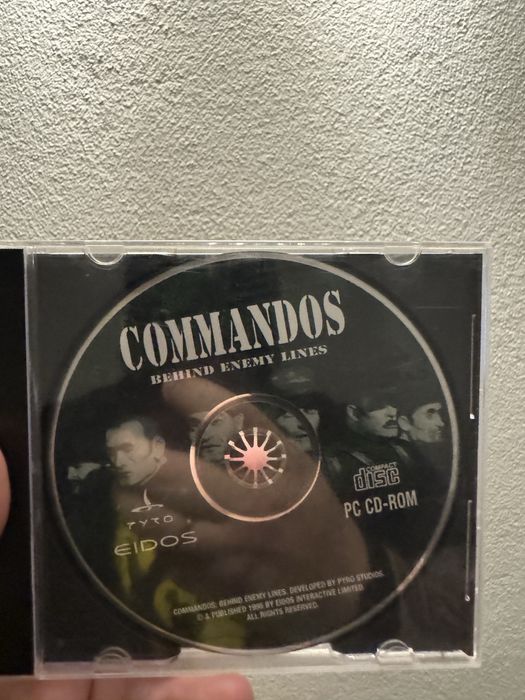 COMMANDOS
BEHIND ENEMY LINES
COMPACT
disc
PC CD-ROM
PYRO
EIDOS
COMMANDOS: BEHIND ENEMY LINES. DEVELOPED BY PYRO STUDIOS.
© & PUBLISHED 1998 BY EIDOS INTERACTIVE LIMITED.
ALL RIGHTS RESERVED.